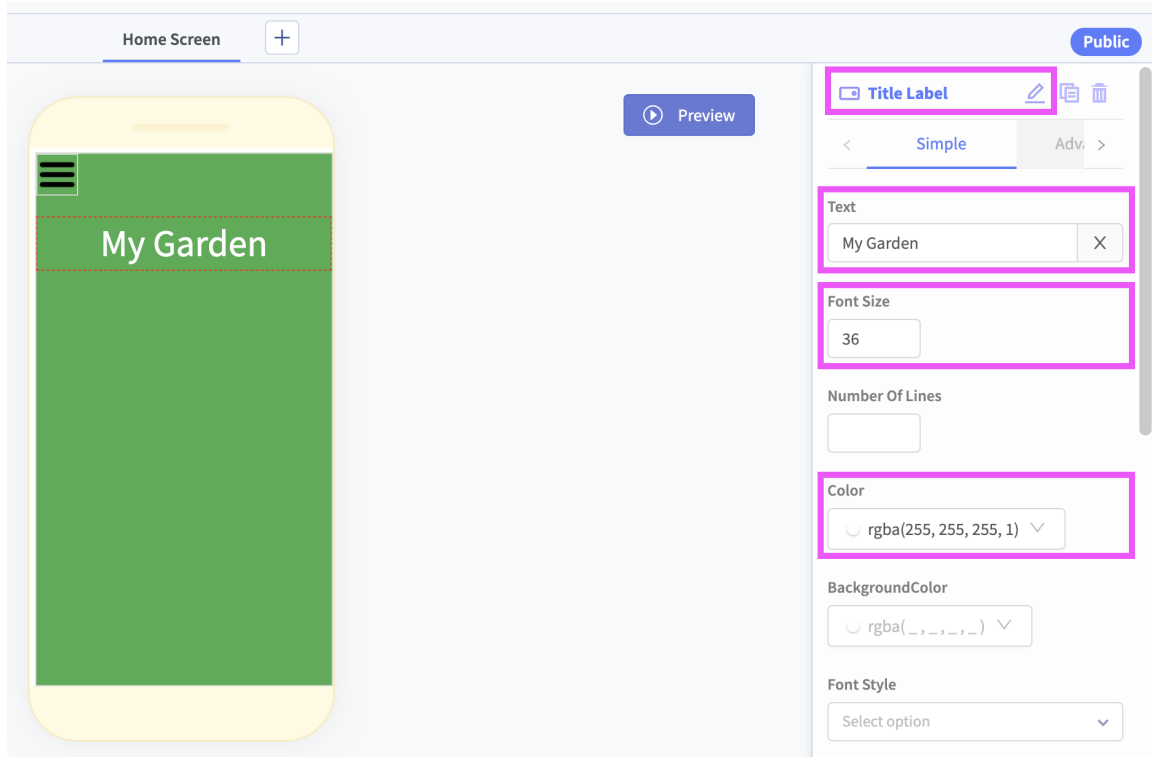 Home Screen
+
Public
Preview
My Garden
Title Label
< Simple Adva >
Text
My Garden X
Font Size
36
Number Of Lines
Color
rgba(255, 255, 255, 1)
BackgroundColor
rgba( _ , _ , _ , _ )
Font Style
Select option